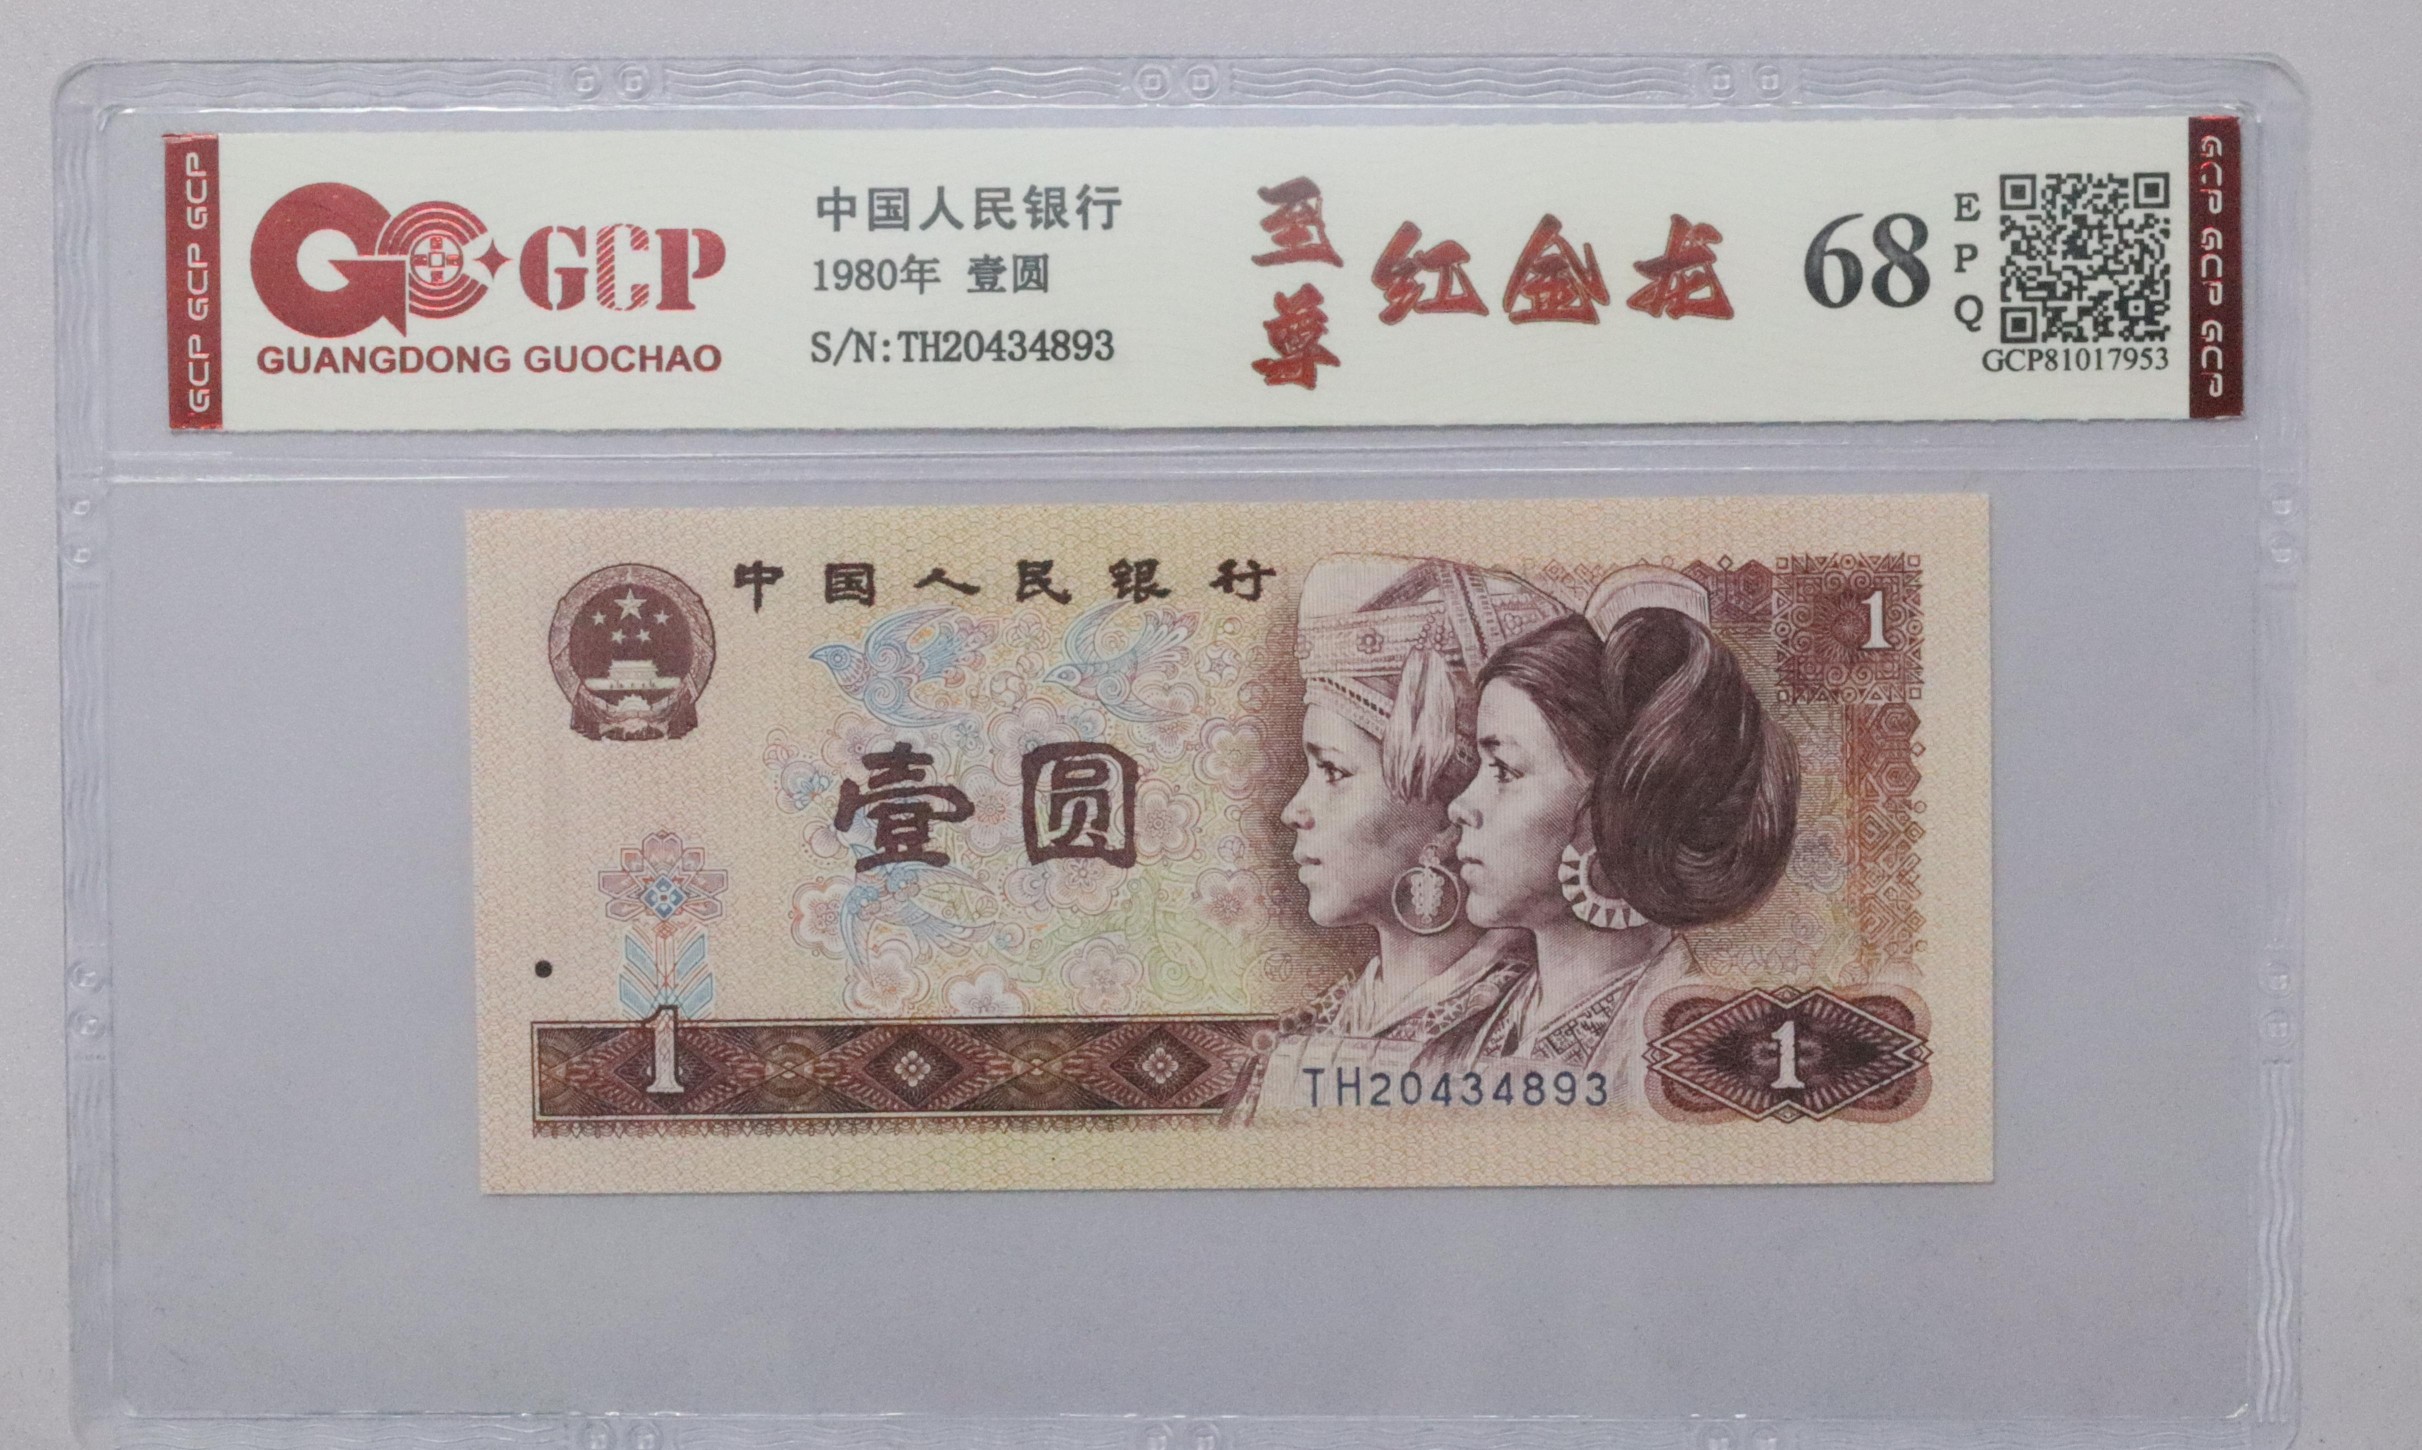 GCP GCP GCP
GCP
GUANGDONG GUOCHAO
中国人民银行
1980年 壹圆
S/N:TH20434893
至尊
红金龙
68
EPQ
GCP81017953
GCP GCP GCP
中国人民银行
1
壹圆
1
TH20434893
1